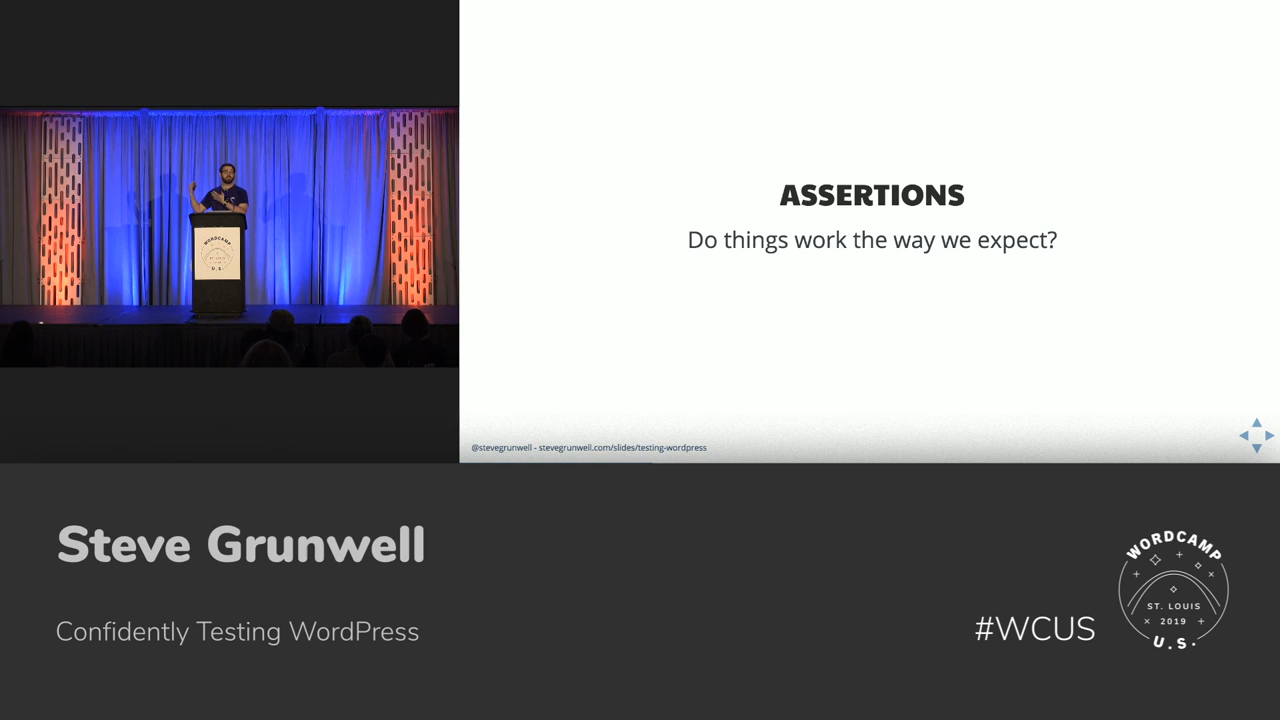 WORDCAMP
U.S.
ASSERTIONS
Do things work the way we expect?
@stevegrunwell - stevegrunwell.com/slides/testing-wordpress
Steve Grunwell
Confidently Testing WordPress
#WCUS
WORDCAMP
ST. LOUIS
2019
U.S.